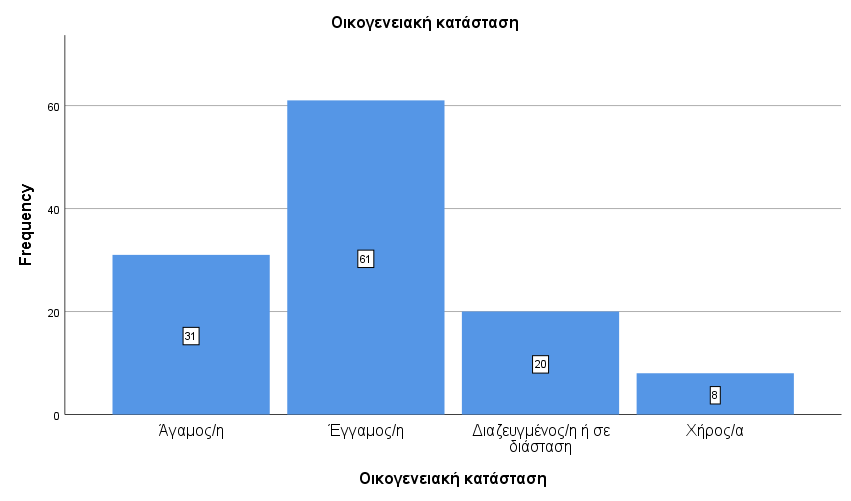 Οικογενειακή κατάσταση
Frequency
60
40
20
0
31
61
20
8
Άγαμος/η
Έγγαμος/η
Διαζευγμένος/η ή σε
διάσταση
Χήρος/α
Οικογενειακή κατάσταση